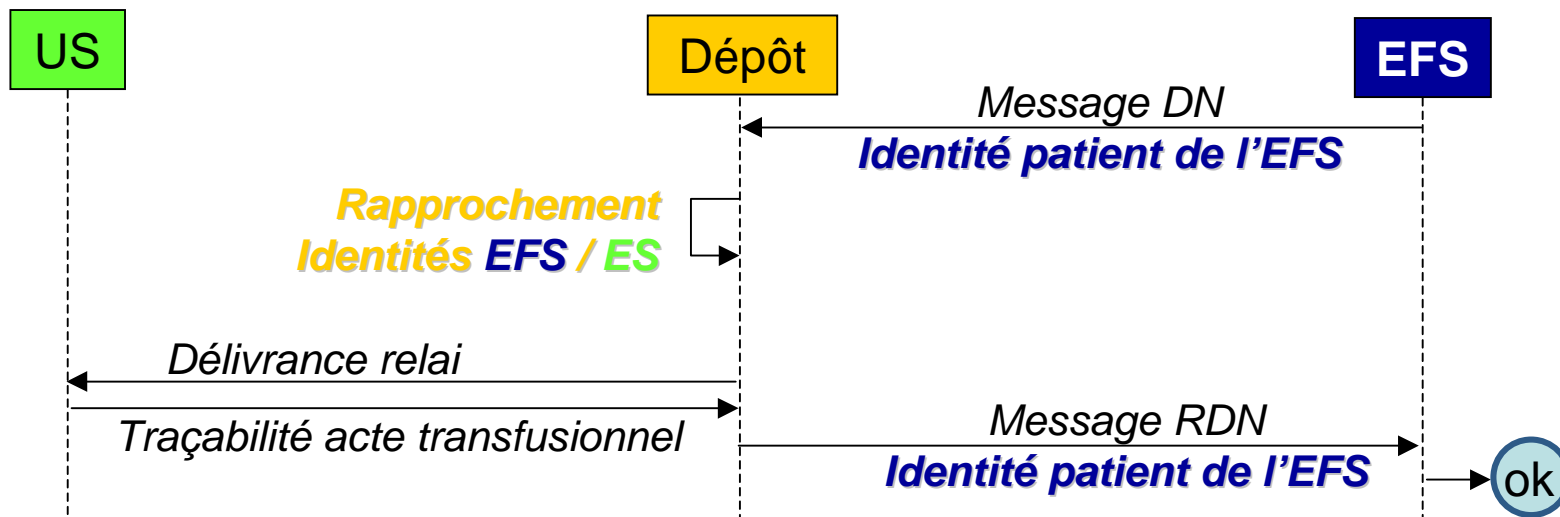 US
Dépôt
EFS
Message DN
Identité patient de l’EFS
Rapprochement
Identités EFS / ES
Délivrance relai
Traçabilité acte transfusionnel
Message RDN
Identité patient de l’EFS
ok